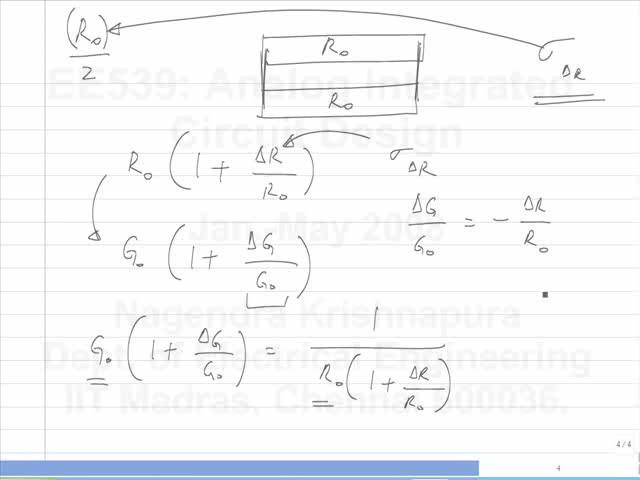 (R₀)/2
R₀
R₀
σ_ΔR
R₀ (1 + ΔR/R₀)
σ_ΔR
G₀ (1 + ΔG/G₀)
ΔG/G₀ = - ΔR/R₀
G₀ (1 + ΔG/G₀) = 1/(R₀(1 + ΔR/R₀))
EE539: Analog Integrated
Circuit Design
Jan-May 2008
Nagendra Krishnapura
Dept. of Electrical Engineering
IIT Madras, Chennai 600036.
4/4
4